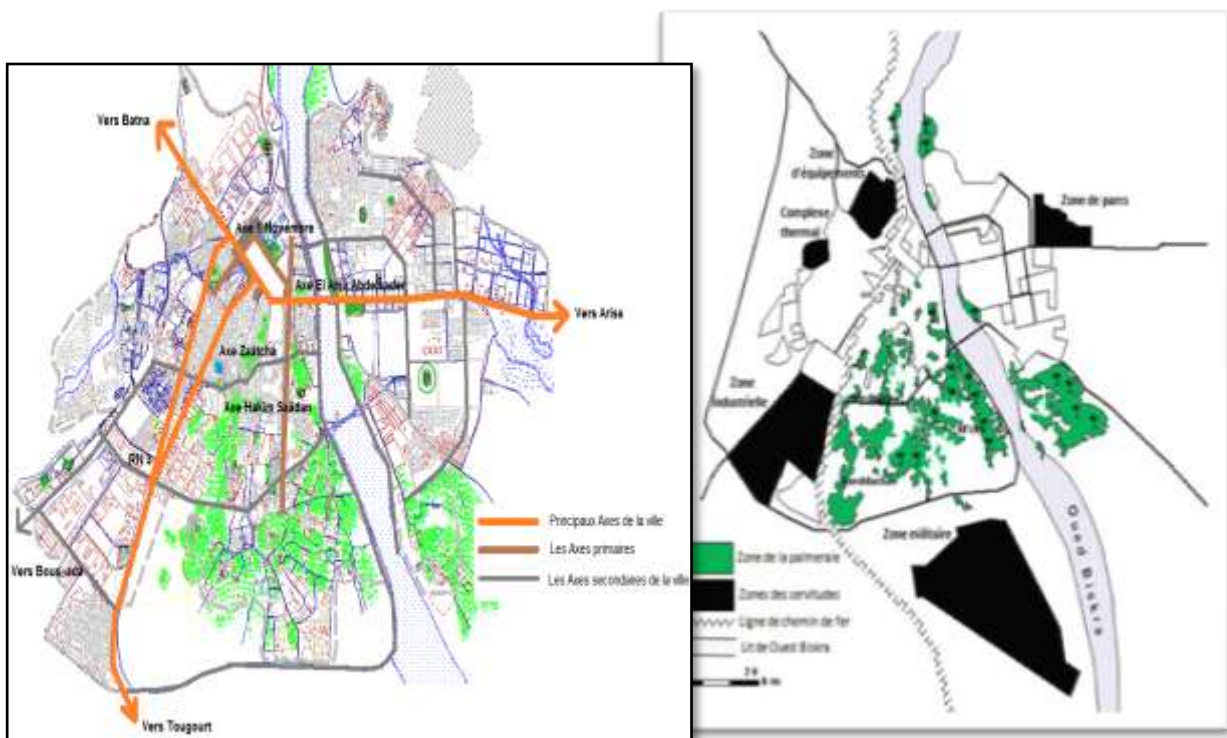 Vers Batna
Axe 1 Novembre
Axe El Amir Abdelkader
Vers Arisa
Axe Zaâtcha
Axe Hakim Saâdan
RN 3
Vers Bous-ada
Vers Tougourt
Principaux Axes de la ville
Les Axes primaires
Les Axes secondaires de la ville
Zone
d'équipements
Complexe
thermal
Zone de parcs
Zone
industrielle
Zone militaire
Oued Biskra
Zone de la palmeraie
Zones des servitudes
Ligne de chemin de fer
Lit de Oued Biskra